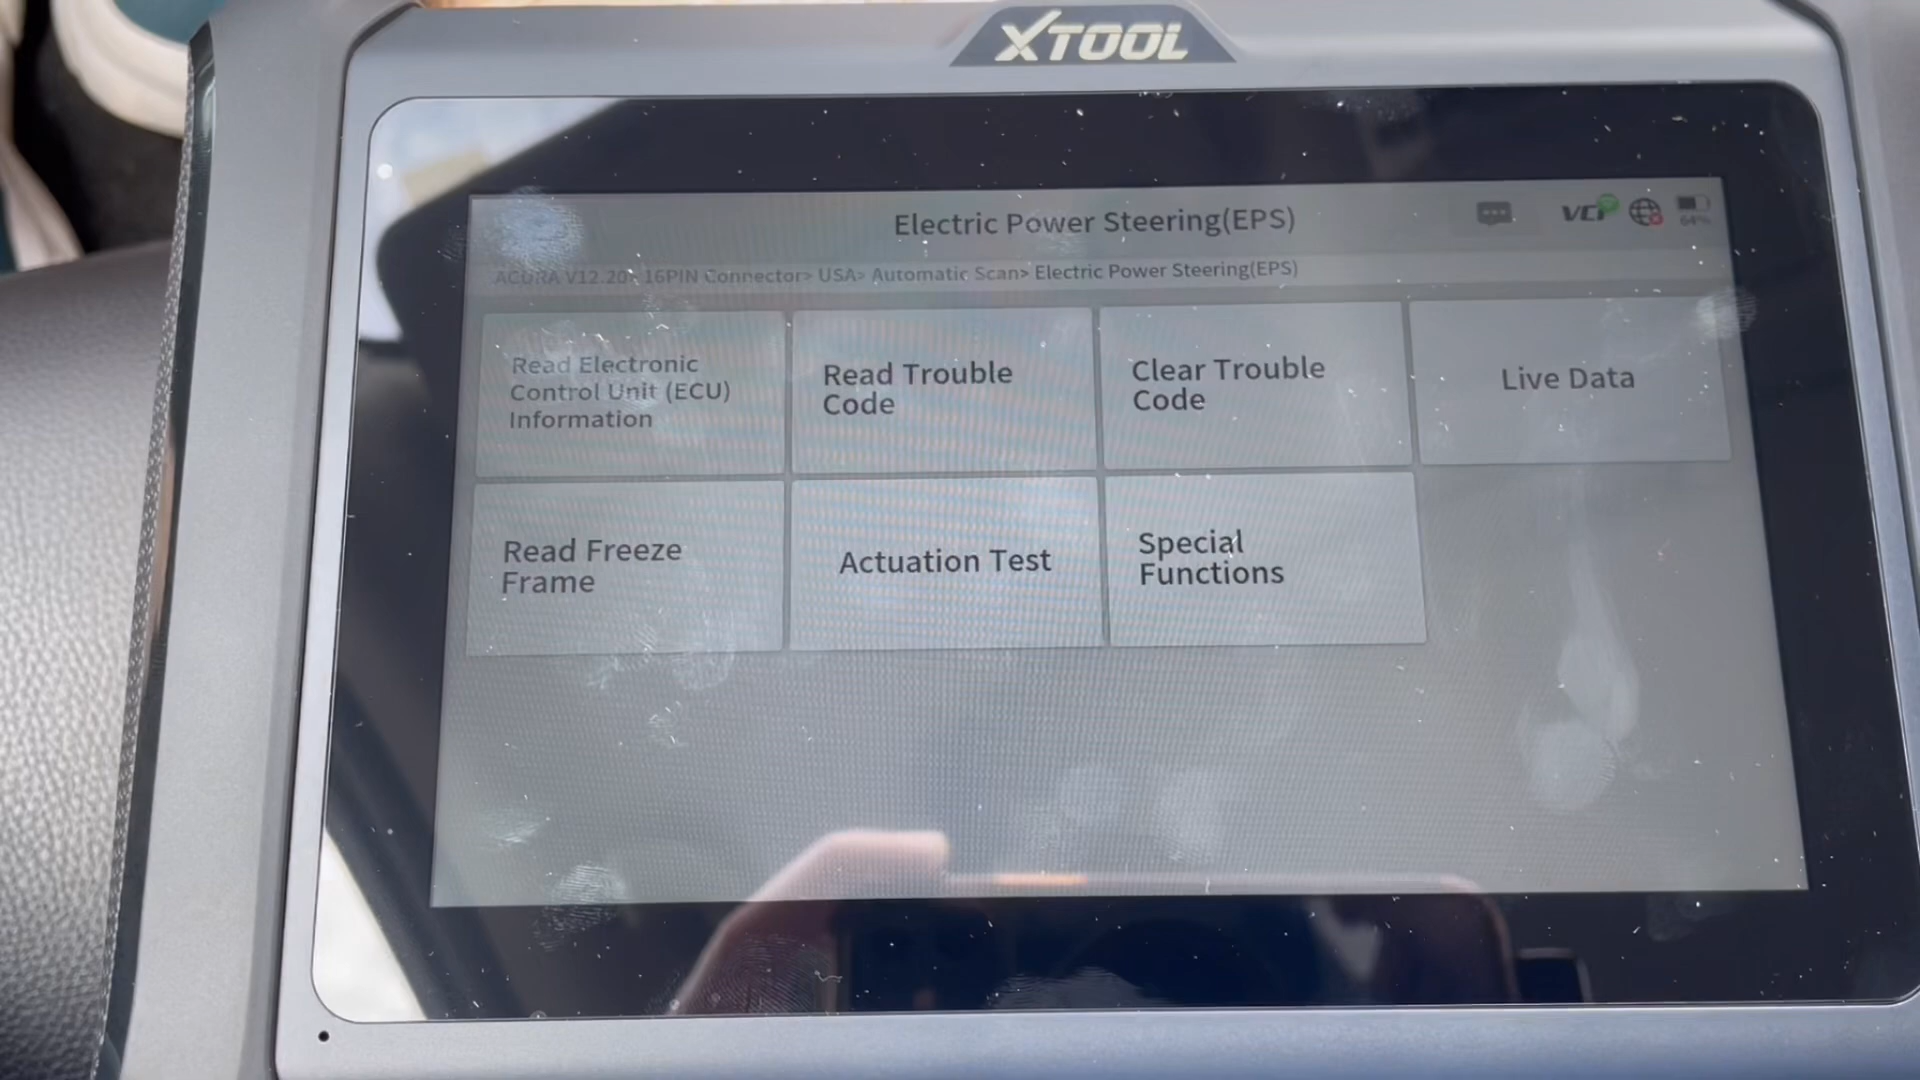 XTOOL
Electric Power Steering(EPS)
VCI
64%
ACURA V12.20> 16PIN Connector> USA> Automatic Scan> Electric Power Steering(EPS)
Read Electronic
Control Unit (ECU)
Information
Read Trouble
Code
Clear Trouble
Code
Live Data
Read Freeze
Frame
Actuation Test
Special
Functions